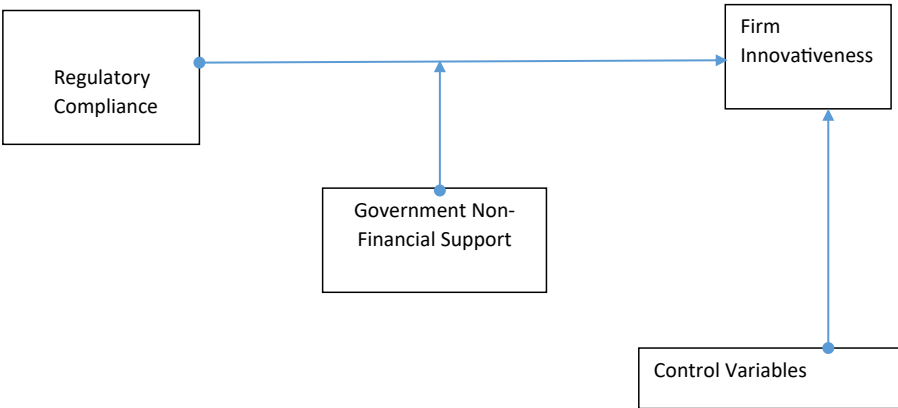 Regulatory
Compliance
Firm
Innovativeness
Government Non-
Financial Support
Control Variables